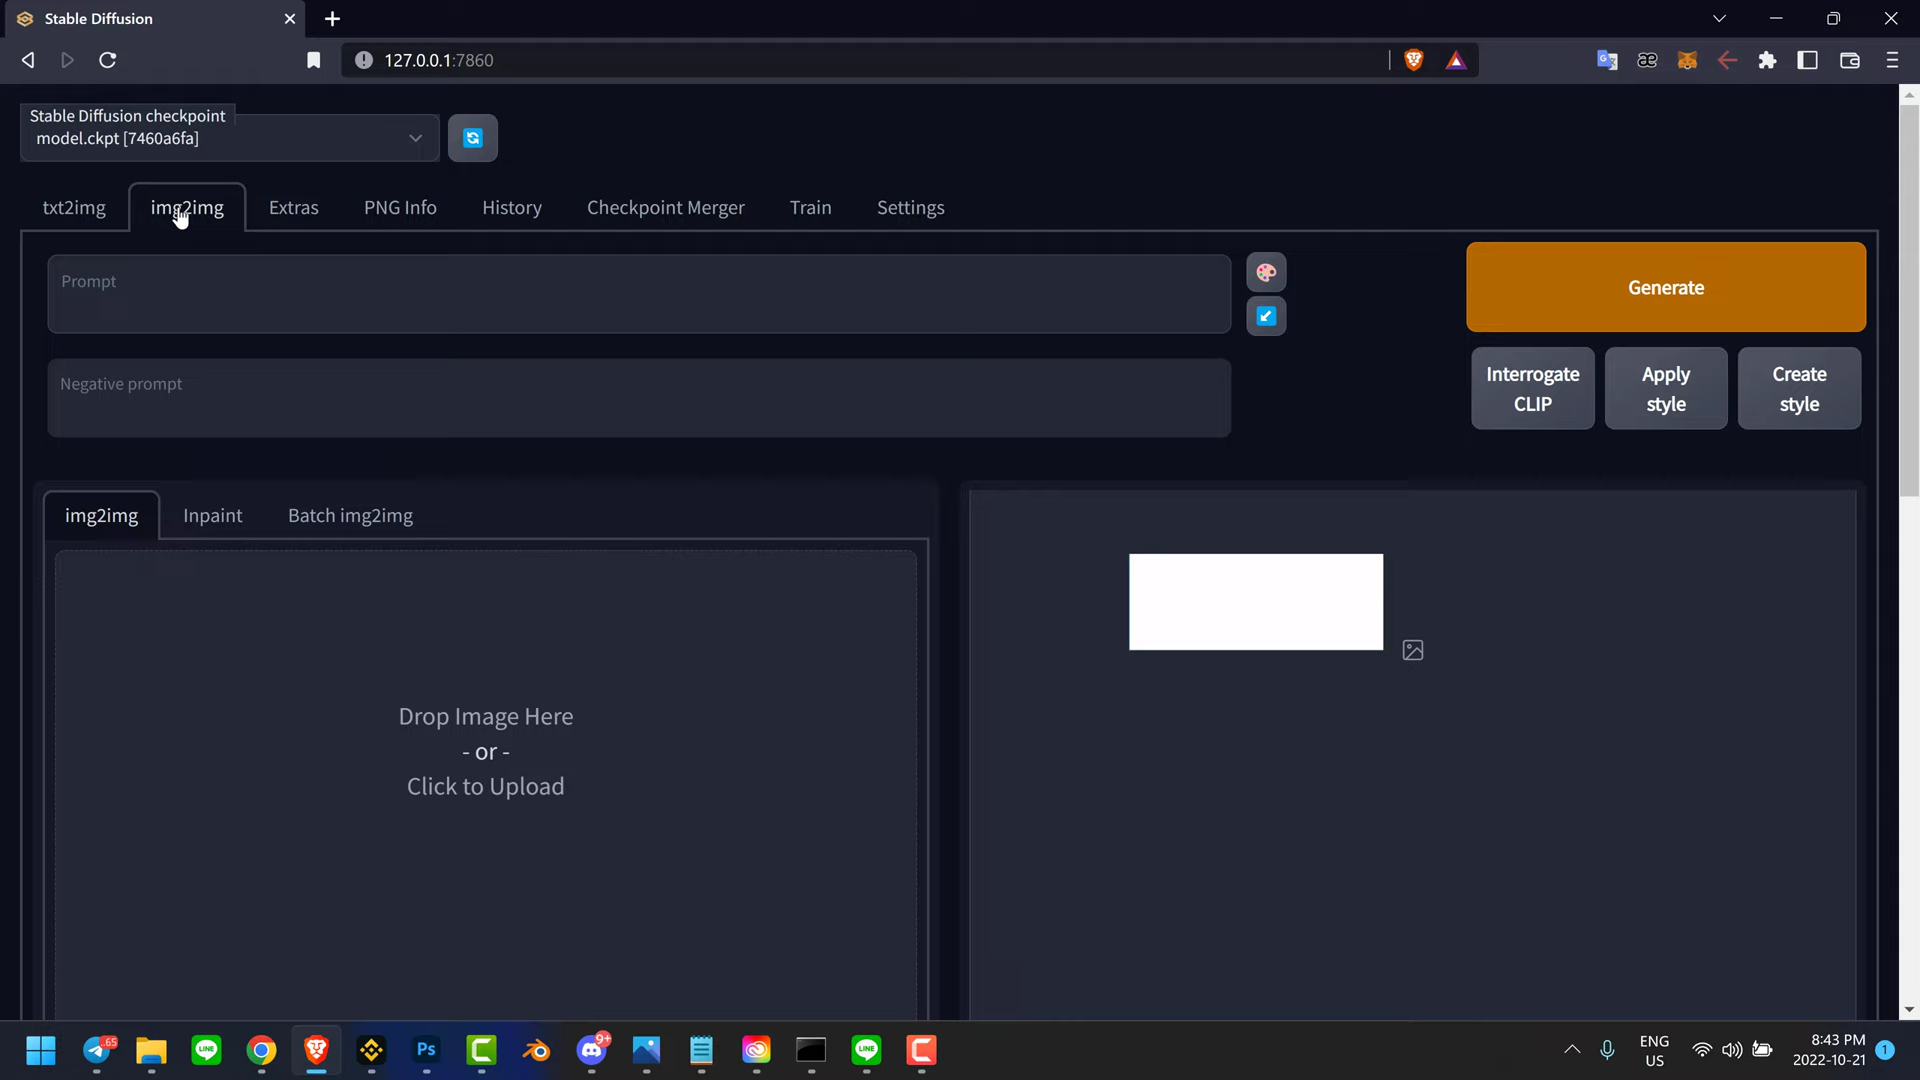 Stable Diffusion
127.0.0.1:7860
Stable Diffusion checkpoint
model.ckpt [7460a6fa]
txt2img
img2img
Extras
PNG Info
History
Checkpoint Merger
Train
Settings
Prompt
Generate
Negative prompt
Interrogate
CLIP
Apply
style
Create
style
img2img
Inpaint
Batch img2img
Drop Image Here
- or -
Click to Upload
65
Ps
9+
ENG
US
8:43 PM
2022-10-21
1